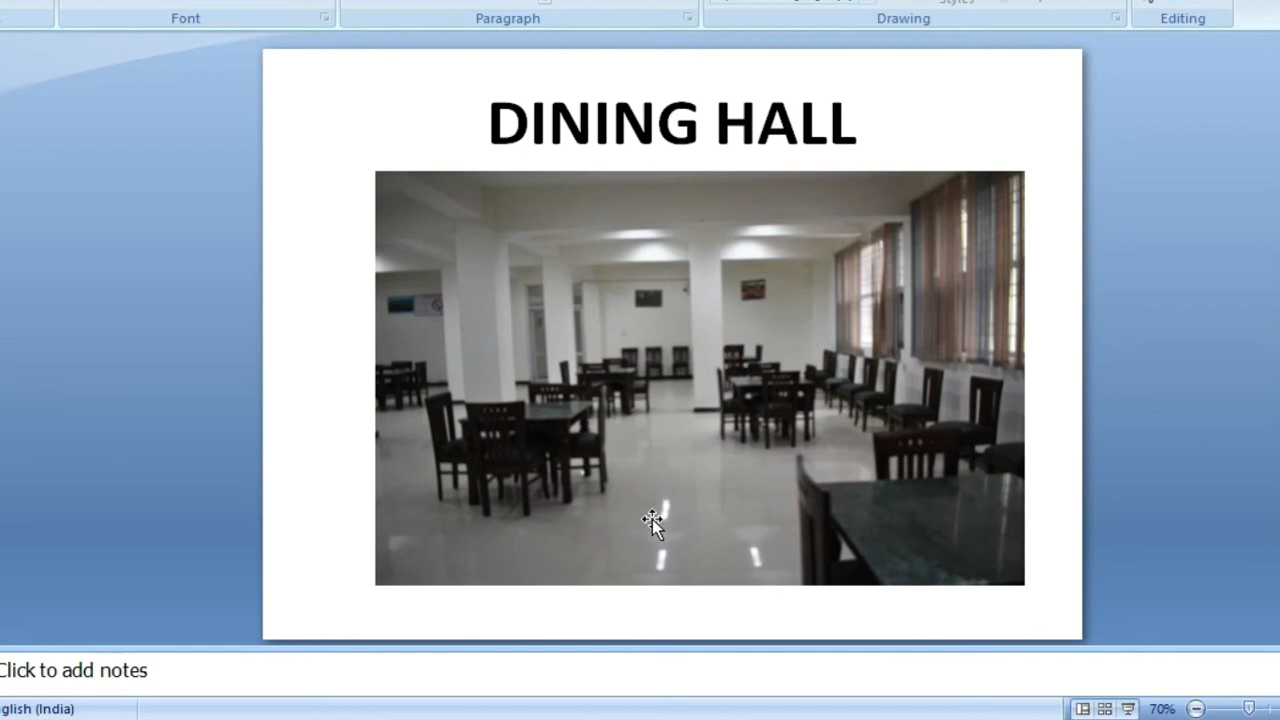 Font
Paragraph
Drawing
Editing
DINING HALL
Click to add notes
glish (India)
70%